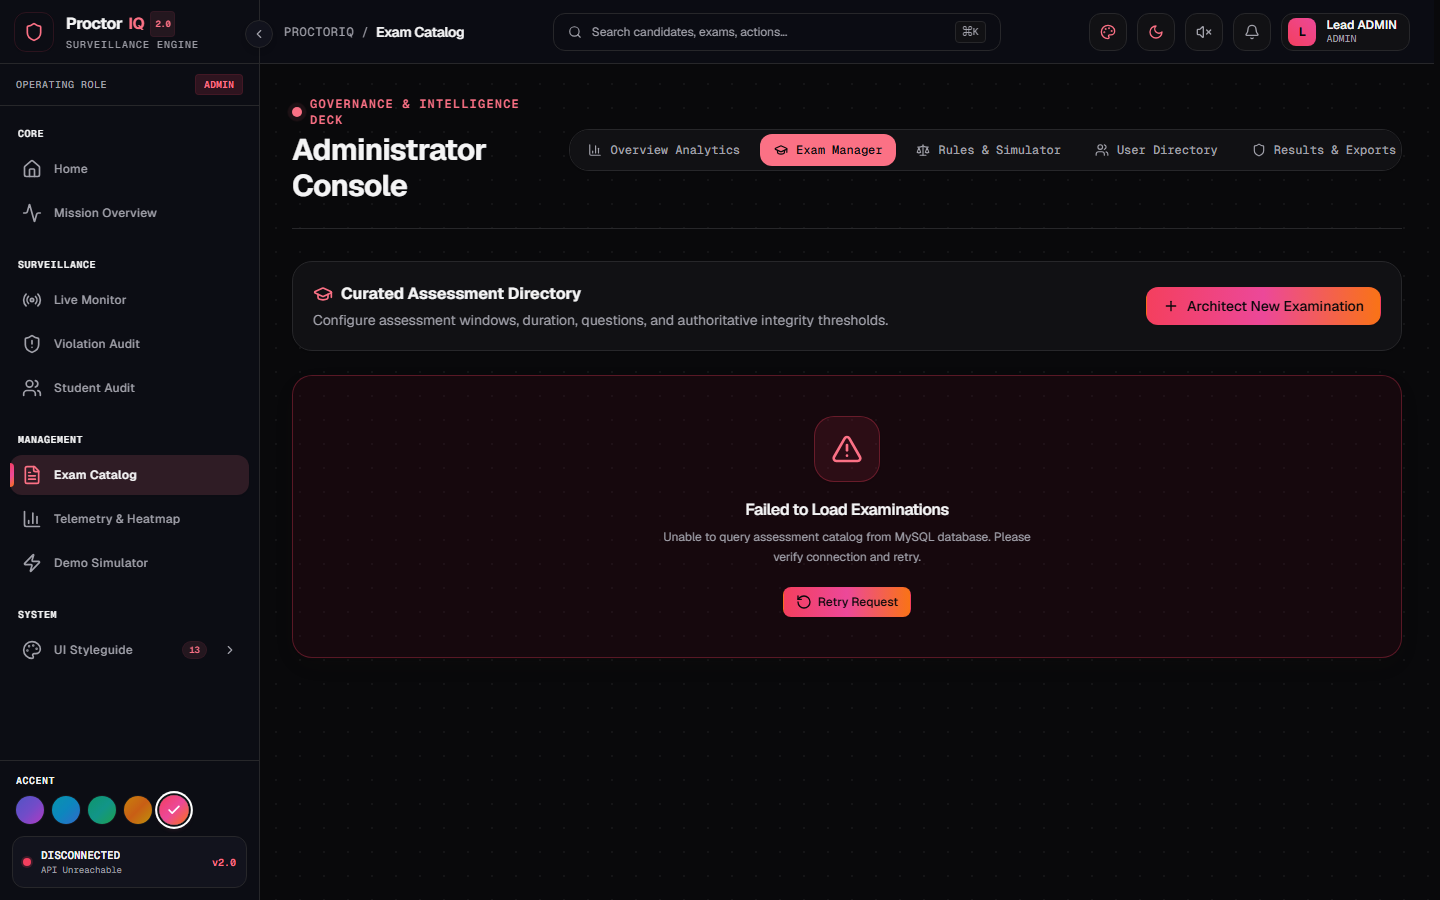 Proctor IQ 2.0
SURVEILLANCE ENGINE
PROCTORIQ / Exam Catalog
Search candidates, exams, actions...
⌘K
L
Lead ADMIN
ADMIN
OPERATING ROLE
ADMIN
CORE
Home
Mission Overview
SURVEILLANCE
Live Monitor
Violation Audit
Student Audit
MANAGEMENT
Exam Catalog
Telemetry & Heatmap
Demo Simulator
SYSTEM
UI Styleguide
13
ACCENT
DISCONNECTED
API Unreachable
v2.0
GOVERNANCE & INTELLIGENCE
DECK
Administrator
Console
Overview Analytics
Exam Manager
Rules & Simulator
User Directory
Results & Exports
Curated Assessment Directory
Configure assessment windows, duration, questions, and authoritative integrity thresholds.
Architect New Examination
Failed to Load Examinations
Unable to query assessment catalog from MySQL database. Please
verify connection and retry.
Retry Request